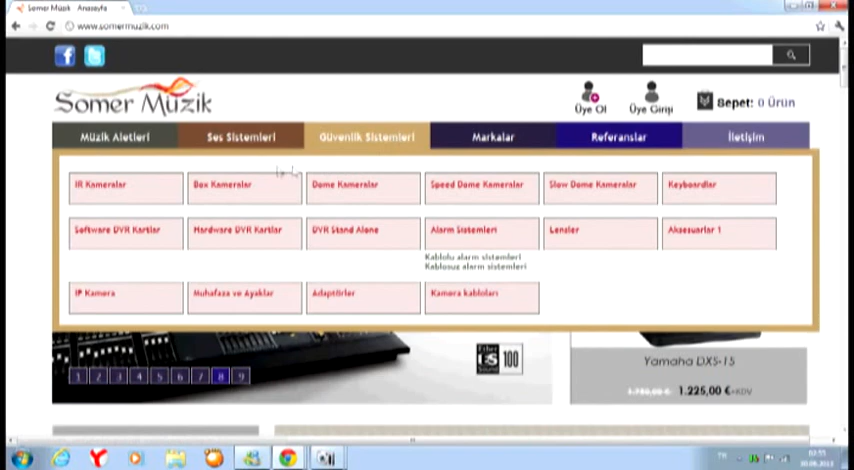 Somer Müzik Anasayfa
www.somermuzik.com
Somer Müzik
Üye Ol
Üye Girişi
Sepet: 0 Ürün
Müzik Aletleri
Ses Sistemleri
Güvenlik Sistemleri
Markalar
Referanslar
İletişim
IR Kameralar
Box Kameralar
Dome Kameralar
Speed Dome Kameralar
Slow Dome Kameralar
Keyboardlar
Software DVR Kartlar
Hardware DVR Kartlar
DVR Stand Alone
Alarm Sistemleri
Lensler
Aksesuarlar 1
Kablolu alarm sistemleri
Kablosuz alarm sistemleri
IP Kamera
Muhafaza ve Ayaklar
Adaptörler
Kamera kabloları
100
Yamaha DXS-15
1 2 3 4 5 6 7 8 9
1.225,00 €+KDV
TR
02:55